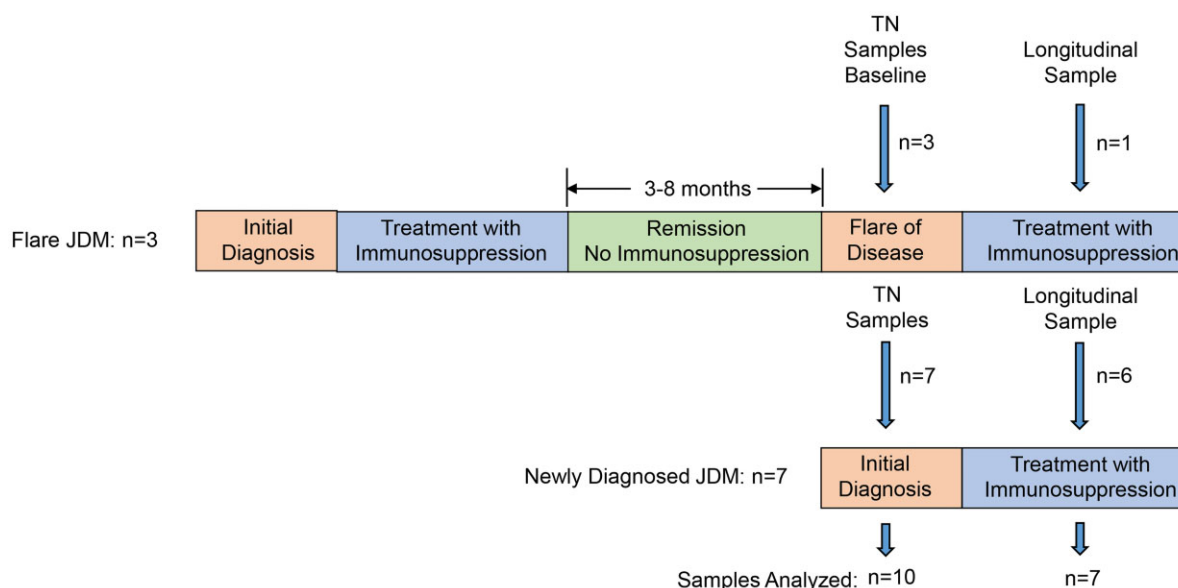 TN
Samples
Baseline
Longitudinal
Sample
n=3
n=1
3-8 months
Flare JDM: n=3
Initial
Diagnosis
Treatment with
Immunosuppression
Remission
No Immunosuppression
Flare of
Disease
Treatment with
Immunosuppression
TN
Samples
Longitudinal
Sample
n=7
n=6
Newly Diagnosed JDM: n=7
Initial
Diagnosis
Treatment with
Immunosuppression
Samples Analyzed: n=10 n=7